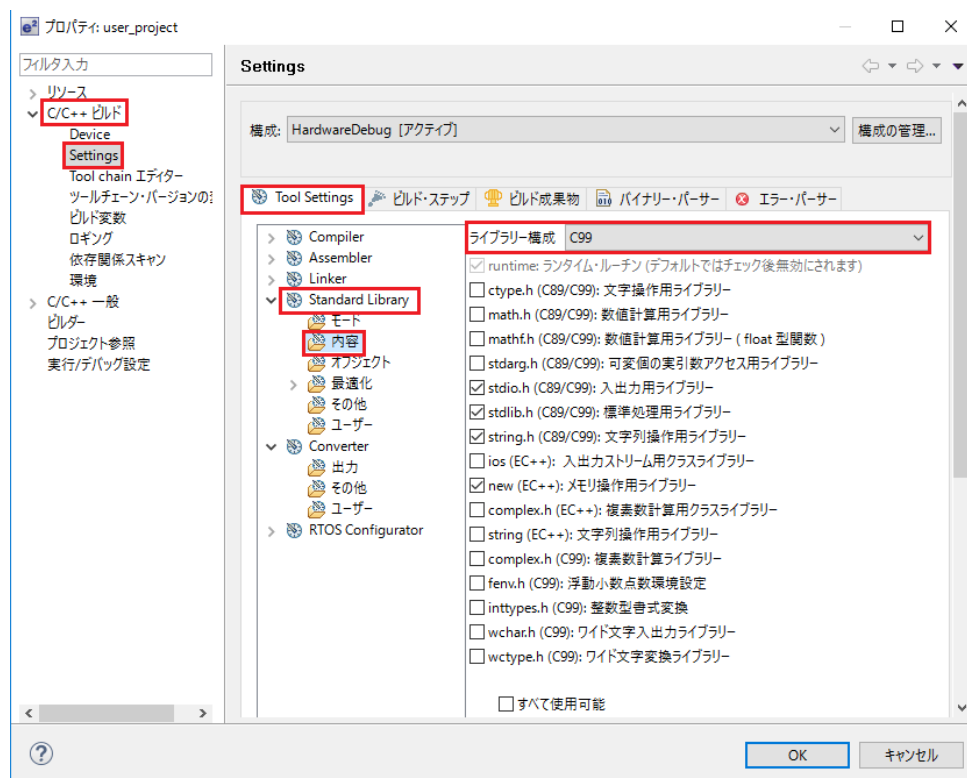 e² プロパティ: user_project
フィルタ入力
リソース
C/C++ ビルド
Device
Settings
Tool chain エディター
ツールチェーン・バージョンの
ビルド変数
ロギング
依存関係スキャン
環境
C/C++ 一般
ビルダー
プロジェクト参照
実行/デバッグ設定
Settings
構成: HardwareDebug [アクティブ] 構成の管理...
Tool Settings ビルド・ステップ ビルド成果物 バイナリー・パーサー エラー・パーサー
Compiler
Assembler
Linker
Standard Library
モード
内容
オブジェクト
最適化
その他
ユーザー
Converter
出力
その他
ユーザー
RTOS Configurator
ライブラリー構成 C99
runtime: ランタイム・ルーチン (デフォルトではチェック後無効にされます)
ctype.h (C89/C99): 文字操作用ライブラリー
math.h (C89/C99): 数値計算用ライブラリー
mathf.h (C89/C99): 数値計算用ライブラリー ( float 型関数 )
stdarg.h (C89/C99): 可変個の実引数アクセス用ライブラリー
stdio.h (C89/C99): 入出力用ライブラリー
stdlib.h (C89/C99): 標準処理用ライブラリー
string.h (C89/C99): 文字列操作用ライブラリー
ios (EC++): 入出力ストリーム用クラスライブラリー
new (EC++): メモリ操作用ライブラリー
complex.h (EC++): 複素数計算用クラスライブラリー
string (EC++): 文字列操作用ライブラリー
complex.h (C99): 複素数計算ライブラリー
fenv.h (C99): 浮動小数点数環境設定
inttypes.h (C99): 整数型書式変換
wchar.h (C99): ワイド文字入出力ライブラリー
wctype.h (C99): ワイド文字変換ライブラリー
すべて使用可能
OK キャンセル